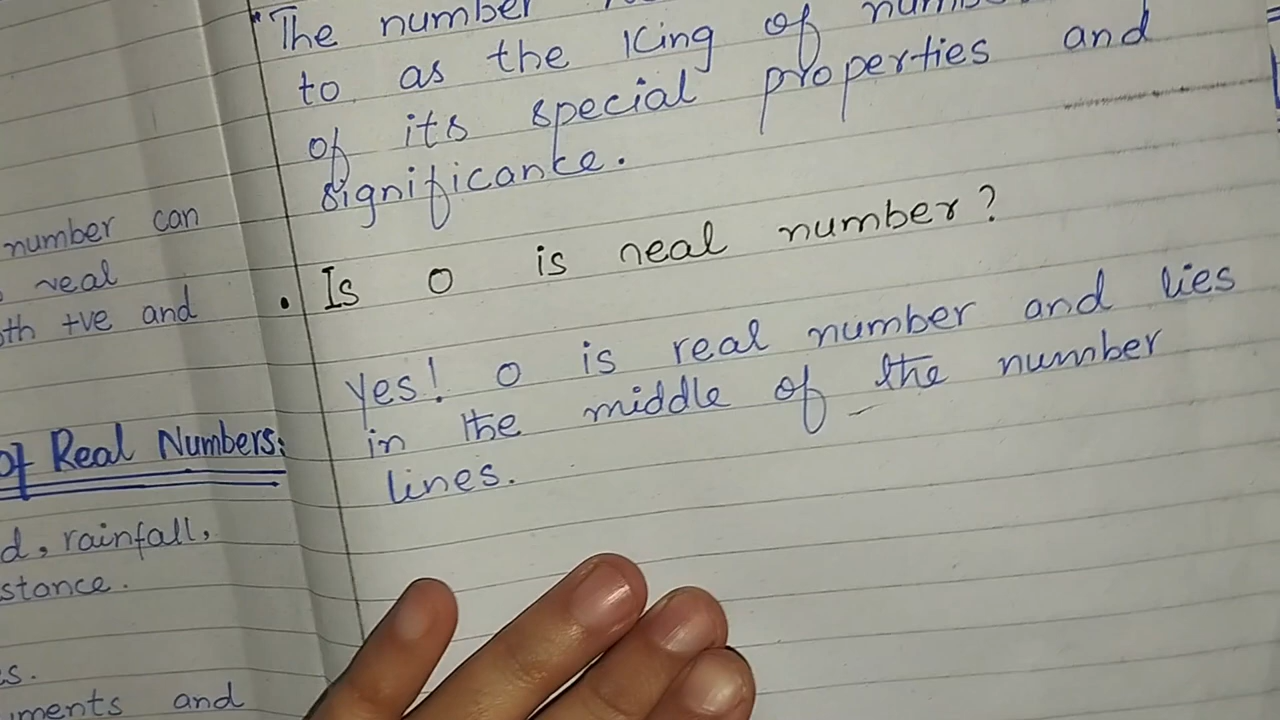 number can
real
th +ve and
of Real Numbers:
d, rainfall,
stance.
s.
ments and
The number
to as the King of
of its special properties and
significance.
• Is 0 is real number?
Yes! 0 is real number and lies
in the middle of the number
lines.